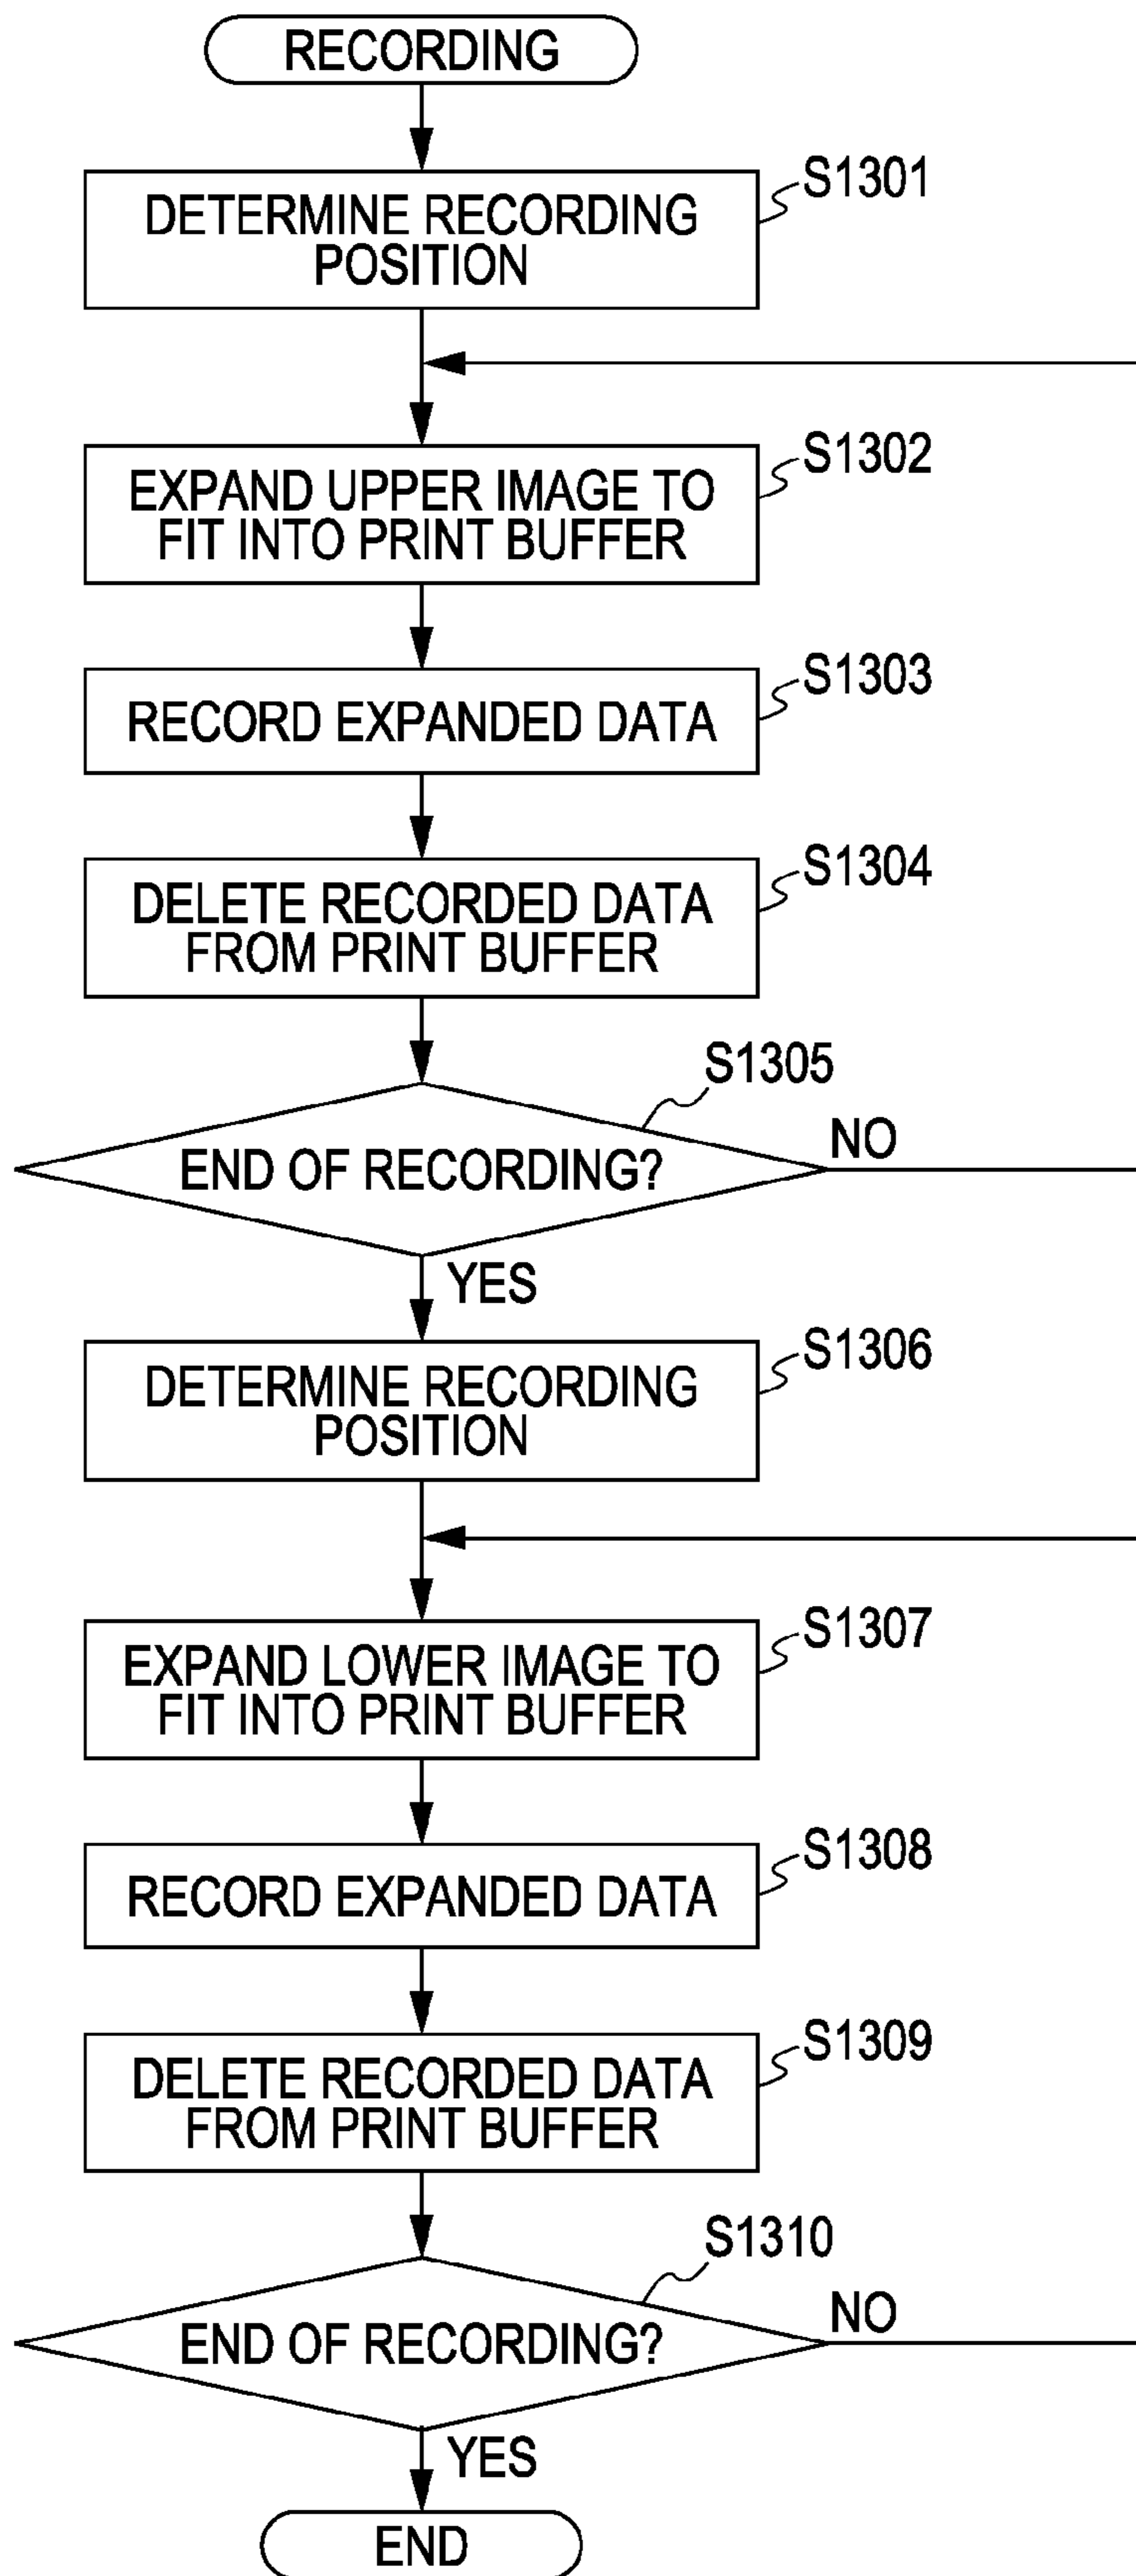 RECORDING
S1301
DETERMINE RECORDING
POSITION
S1302
EXPAND UPPER IMAGE TO
FIT INTO PRINT BUFFER
S1303
RECORD EXPANDED DATA
S1304
DELETE RECORDED DATA
FROM PRINT BUFFER
S1305
END OF RECORDING?
NO
YES
S1306
DETERMINE RECORDING
POSITION
S1307
EXPAND LOWER IMAGE TO
FIT INTO PRINT BUFFER
S1308
RECORD EXPANDED DATA
S1309
DELETE RECORDED DATA
FROM PRINT BUFFER
S1310
END OF RECORDING?
NO
YES
END